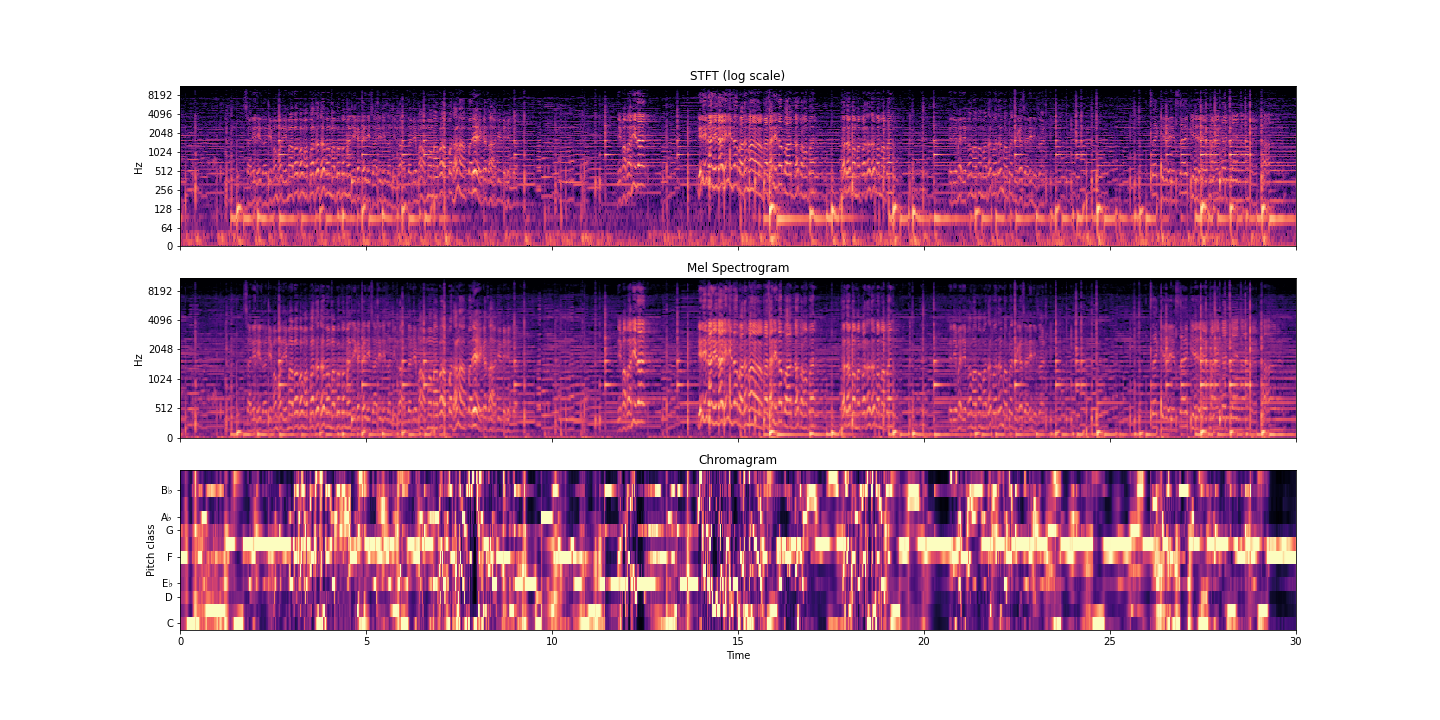 STFT (log scale)
8192
4096
2048
1024
512
256
128
64
0
Hz
Mel Spectrogram
8192
4096
2048
1024
512
0
Hz
Chromagram
B♭
A♭
G
F
E♭
D
C
Pitch class
0 5 10 15 20 25 30
Time